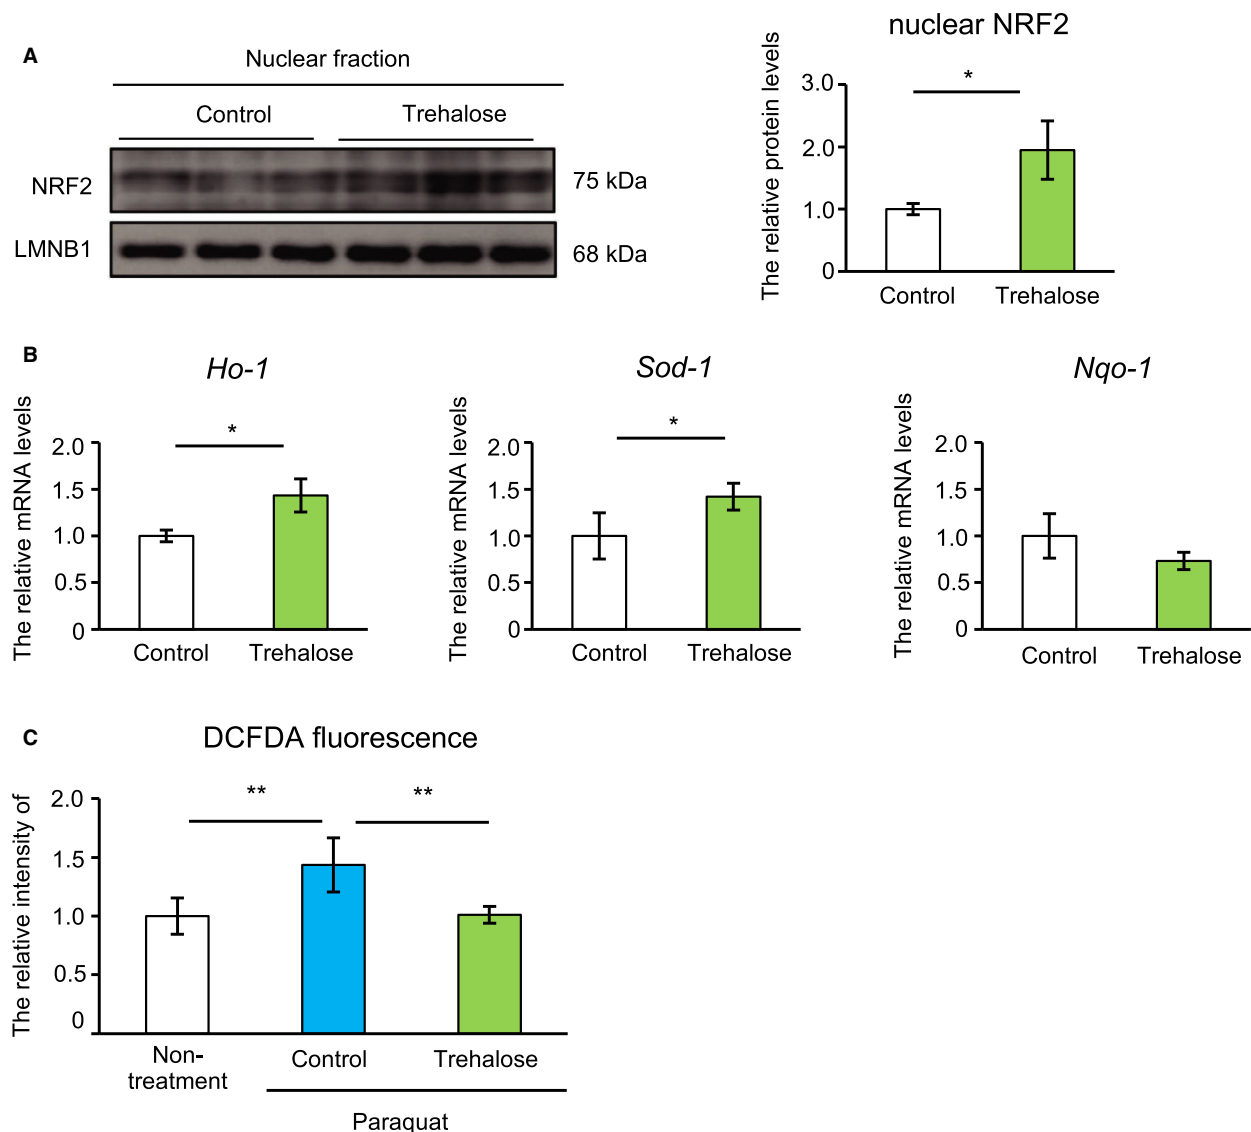 A
Nuclear fraction
Control Trehalose
NRF2
75 kDa
LMNB1
68 kDa
nuclear NRF2
The relative protein levels
3.0
*
2.0
1.0
0
Control Trehalose
B
Ho-1
The relative mRNA levels
2.0
*
1.5
1.0
0.5
0
Control Trehalose
Sod-1
The relative mRNA levels
2.0
*
1.5
1.0
0.5
0
Control Trehalose
Nqo-1
The relative mRNA levels
2.0
1.5
1.0
0.5
0
Control Trehalose
C
DCFDA fluorescence
The relative intensity of
2.0
** **
1.5
1.0
0.5
0
Non-
treatment
Control Trehalose
Paraquat